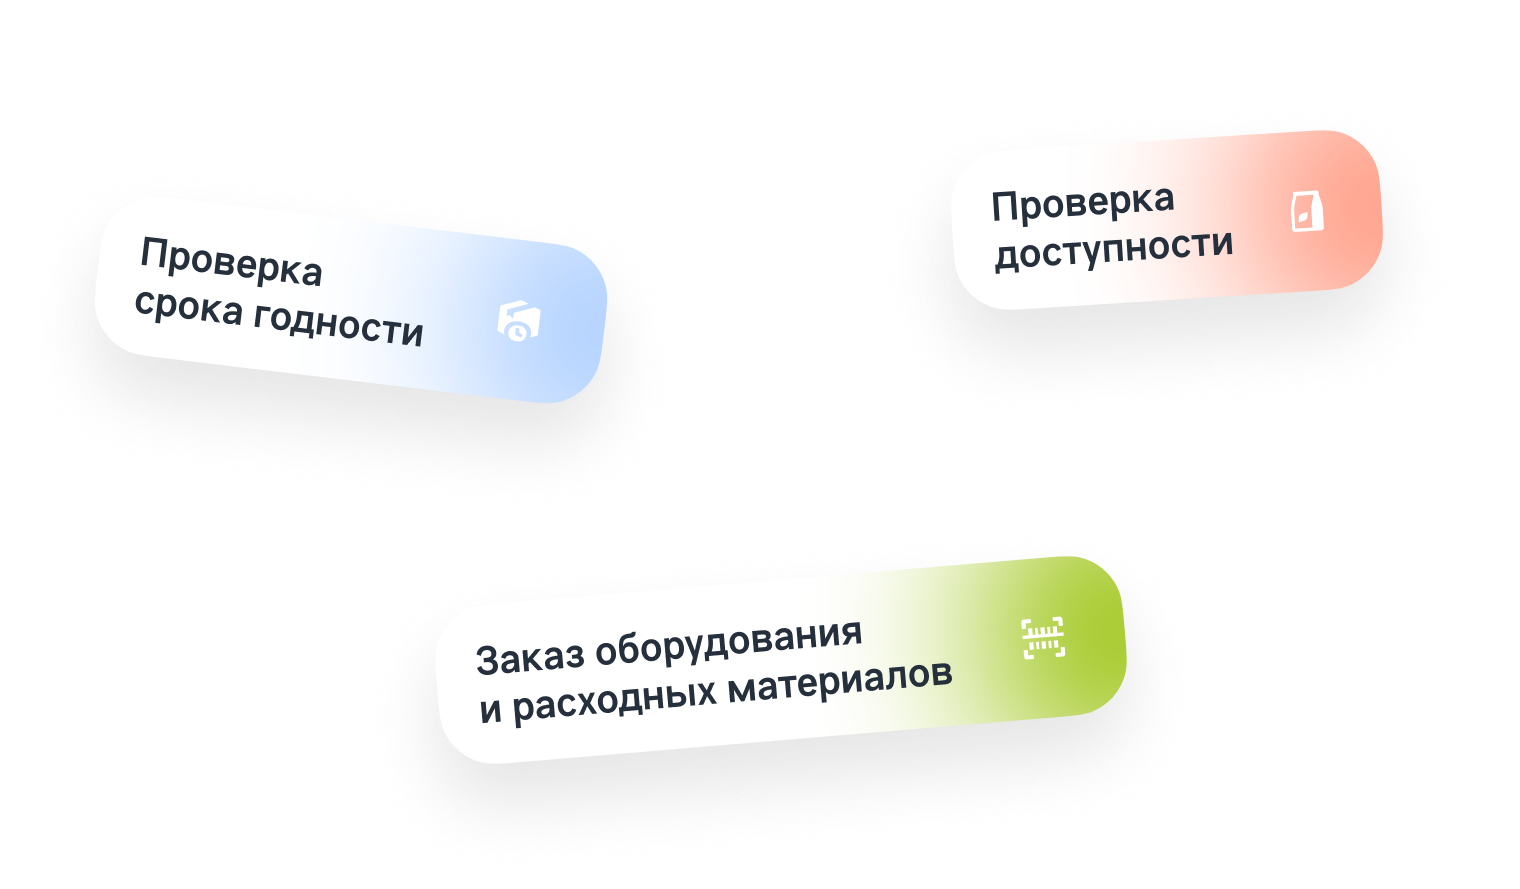 Проверка
срока годности
Проверка
доступности
Заказ оборудования
и расходных материалов